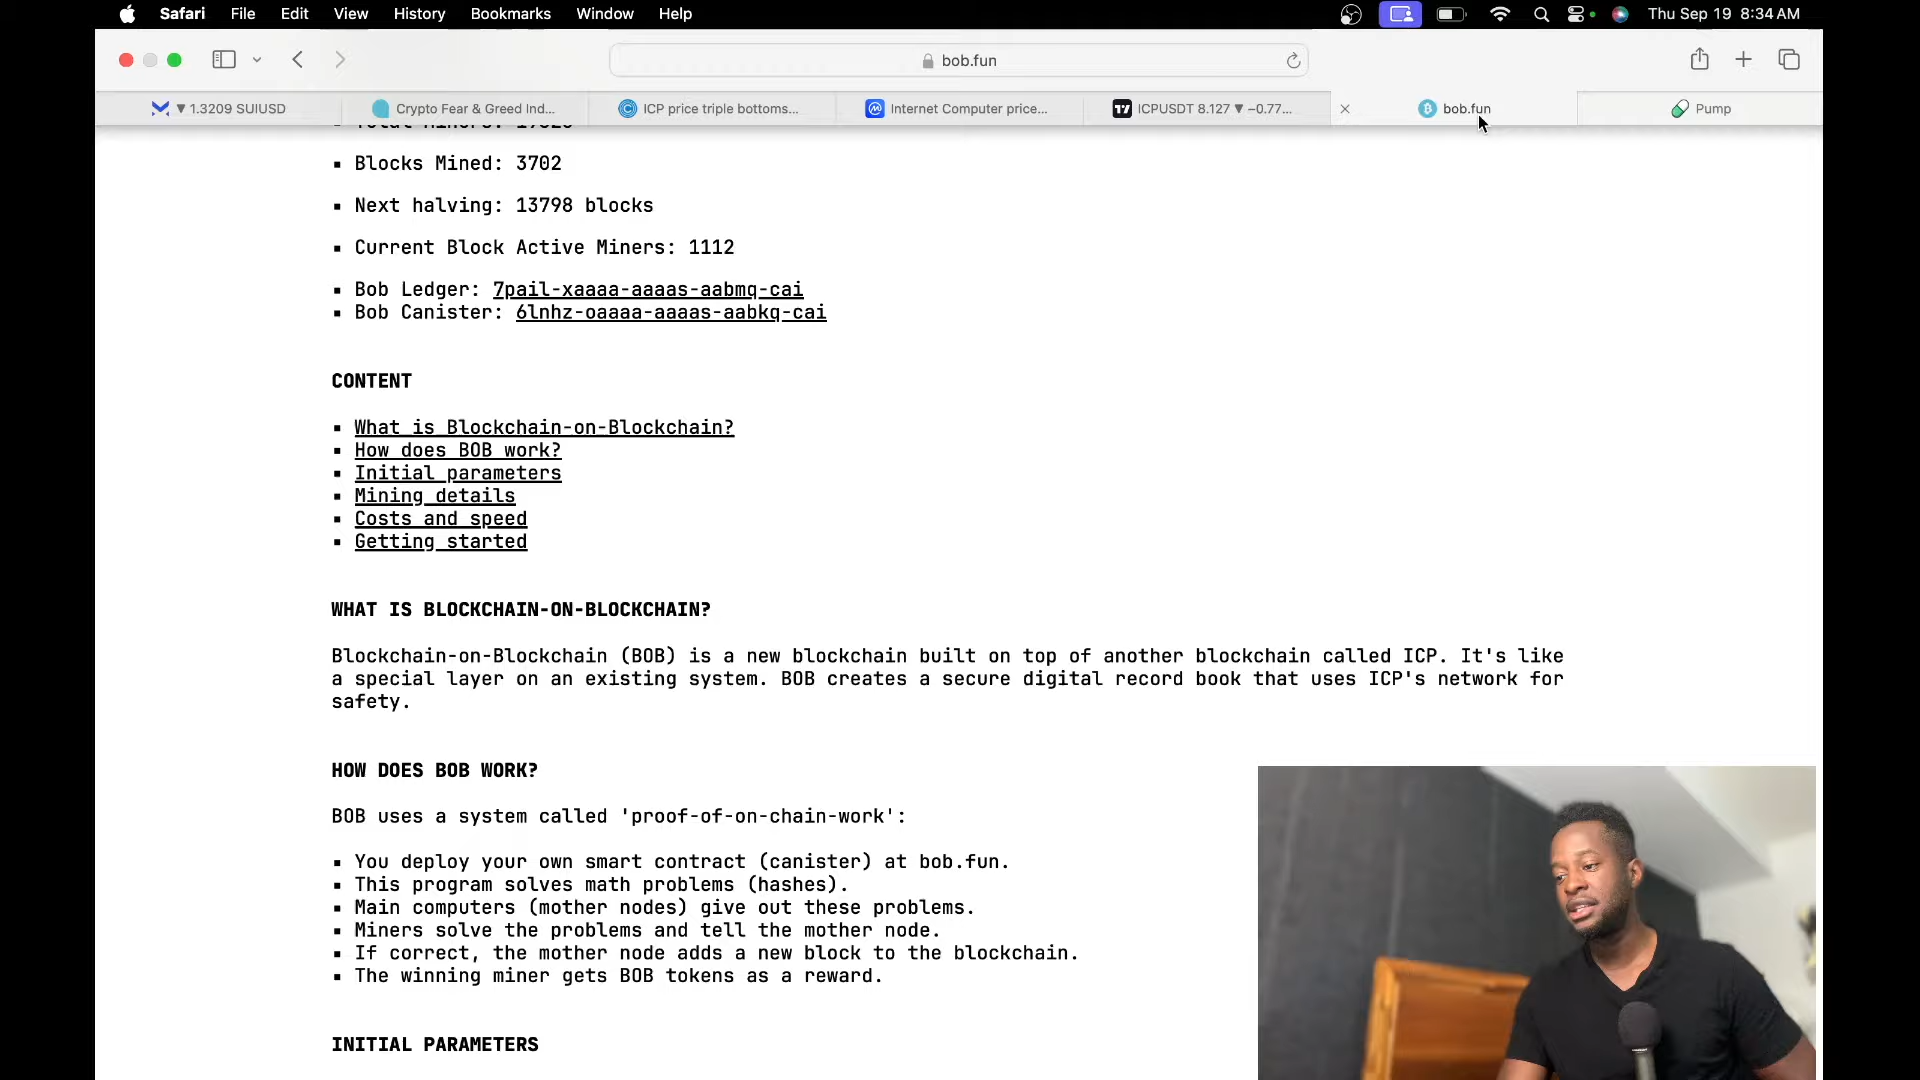 Safari File Edit View History Bookmarks Window Help Thu Sep 19 8:34 AM
bob.fun
▼ 1.3209 SUIUSD
Crypto Fear & Greed Ind...
ICP price triple bottoms...
Internet Computer price...
ICPUSDT 8.127 ▼ −0.77...
bob.fun
Pump
▪ Total Miners:
▪ Blocks Mined: 3702
▪ Next halving: 13798 blocks
▪ Current Block Active Miners: 1112
▪ Bob Ledger: 7pail-xaaaa-aaaas-aabmq-cai
▪ Bob Canister: 6lnhz-oaaaa-aaaas-aabkq-cai
CONTENT
▪ What is Blockchain-on-Blockchain?
▪ How does BOB work?
▪ Initial parameters
▪ Mining details
▪ Costs and speed
▪ Getting started
WHAT IS BLOCKCHAIN-ON-BLOCKCHAIN?
Blockchain-on-Blockchain (BOB) is a new blockchain built on top of another blockchain called ICP. It's like
a special layer on an existing system. BOB creates a secure digital record book that uses ICP's network for
safety.
HOW DOES BOB WORK?
BOB uses a system called 'proof-of-on-chain-work':
▪ You deploy your own smart contract (canister) at bob.fun.
▪ This program solves math problems (hashes).
▪ Main computers (mother nodes) give out these problems.
▪ Miners solve the problems and tell the mother node.
▪ If correct, the mother node adds a new block to the blockchain.
▪ The winning miner gets BOB tokens as a reward.
INITIAL PARAMETERS